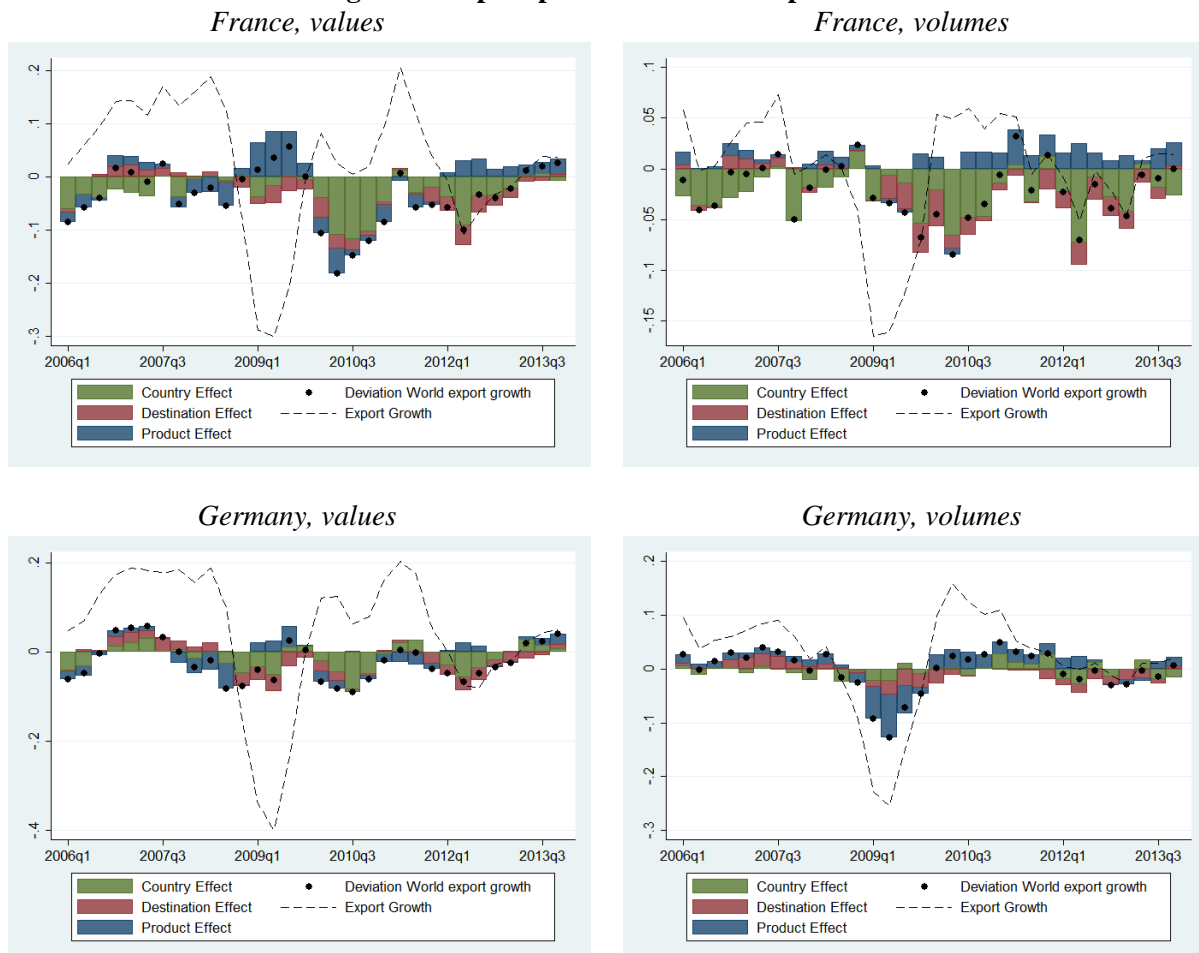 France, values
France, volumes
.2
.1
0
-.1
-.2
-.3
2006q1 2007q3 2009q1 2010q3 2012q1 2013q3
Country Effect Deviation World export growth
Destination Effect Export Growth
Product Effect
.1
.05
0
-.05
-.1
-.15
2006q1 2007q3 2009q1 2010q3 2012q1 2013q3
Country Effect Deviation World export growth
Destination Effect Export Growth
Product Effect
Germany, values
Germany, volumes
.2
0
-.2
-.4
2006q1 2007q3 2009q1 2010q3 2012q1 2013q3
Country Effect Deviation World export growth
Destination Effect Export Growth
Product Effect
.2
.1
0
-.1
-.2
-.3
2006q1 2007q3 2009q1 2010q3 2012q1 2013q3
Country Effect Deviation World export growth
Destination Effect Export Growth
Product Effect